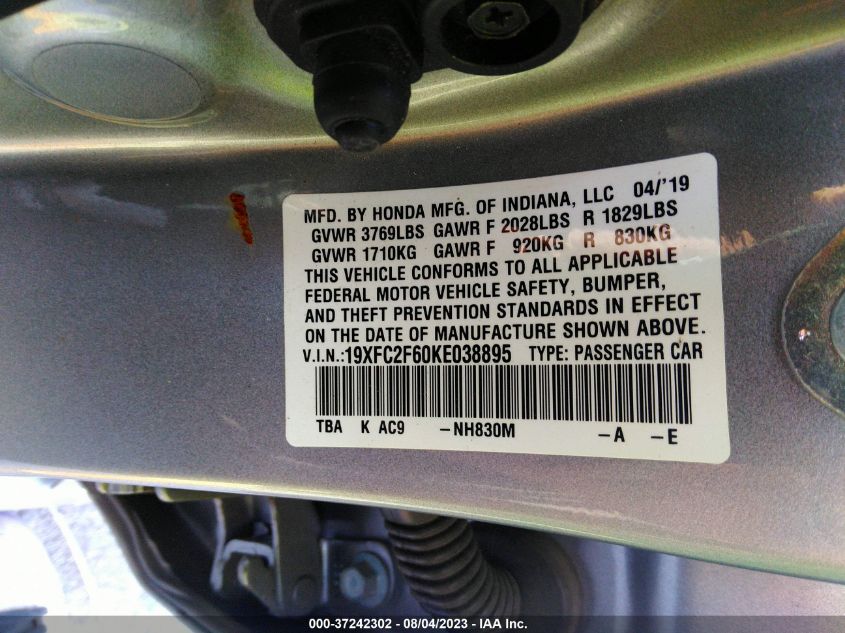 MFD. BY HONDA MFG. OF INDIANA, LLC 04/'19
GVWR 3769LBS GAWR F 2028LBS R 1829LBS
GVWR 1710KG GAWR F 920KG R 830KG
THIS VEHICLE CONFORMS TO ALL APPLICABLE
FEDERAL MOTOR VEHICLE SAFETY, BUMPER,
AND THEFT PREVENTION STANDARDS IN EFFECT
ON THE DATE OF MANUFACTURE SHOWN ABOVE.
V.I.N.:19XFC2F60KE038895 TYPE: PASSENGER CAR
TBA K AC9 -NH830M -A -E
000-37242302 - 08/04/2023 - IAA Inc.